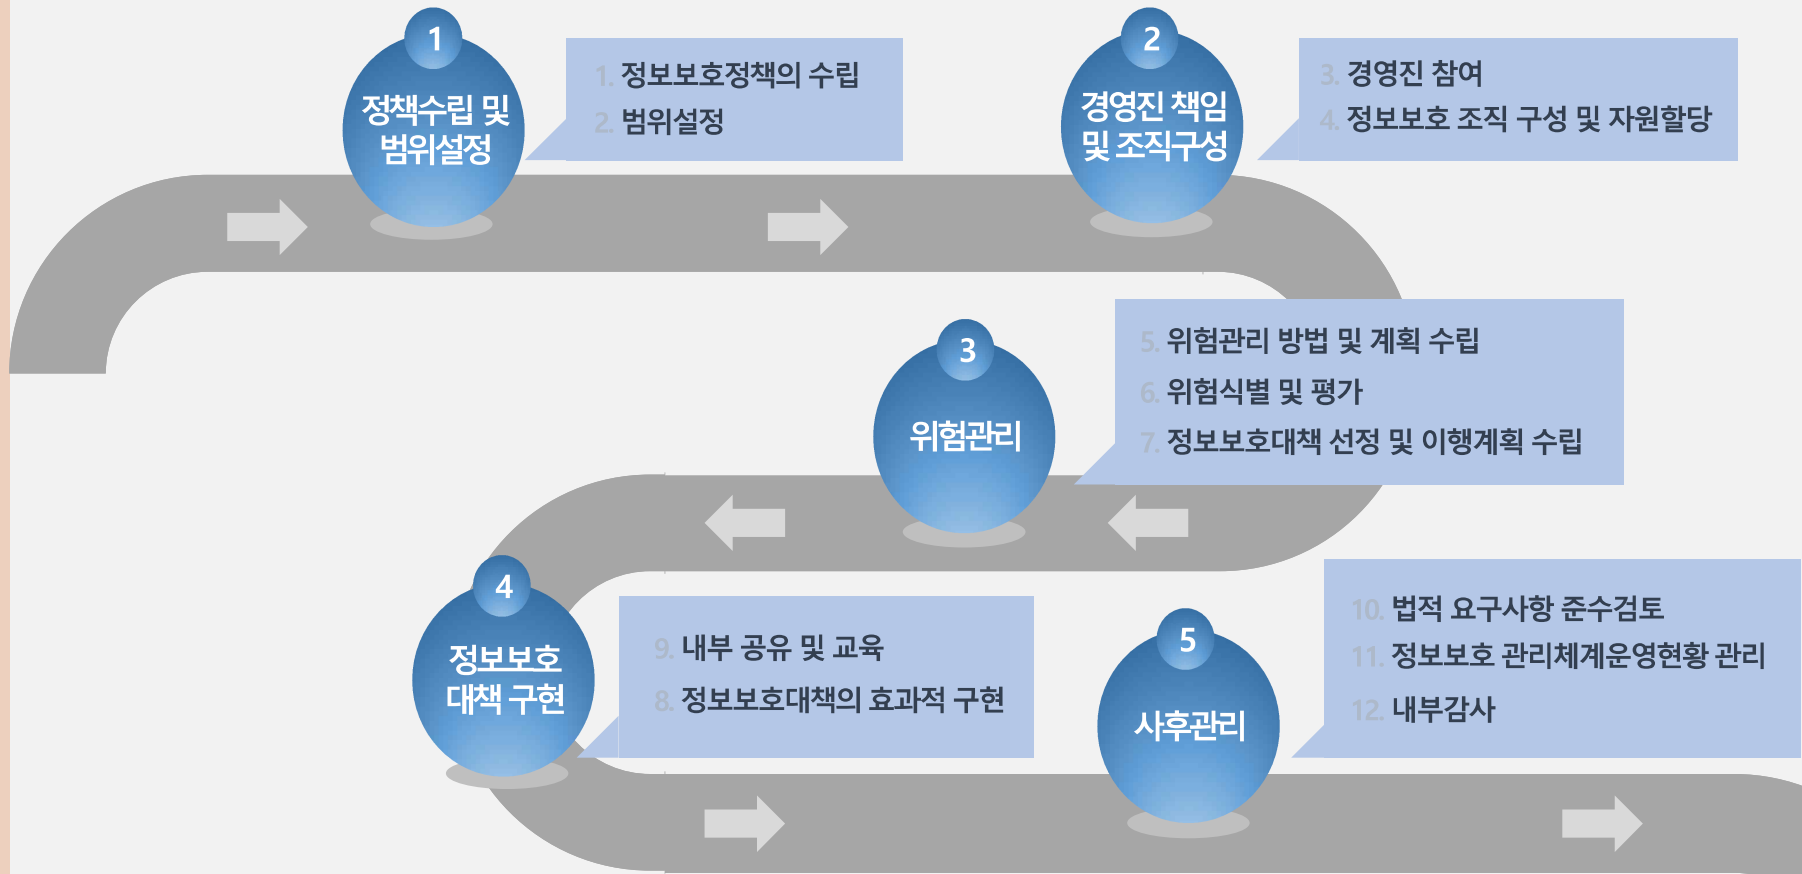 1
정책수립 및
범위설정
1. 정보보호정책의 수립
2. 범위설정
2
경영진 책임
및 조직구성
3. 경영진 참여
4. 정보보호 조직 구성 및 자원할당
3
위험관리
5. 위험관리 방법 및 계획 수립
6. 위험식별 및 평가
7. 정보보호대책 선정 및 이행계획 수립
4
정보보호
대책 구현
9. 내부 공유 및 교육
8. 정보보호대책의 효과적 구현
5
사후관리
10. 법적 요구사항 준수검토
11. 정보보호 관리체계운영현황 관리
12. 내부감사